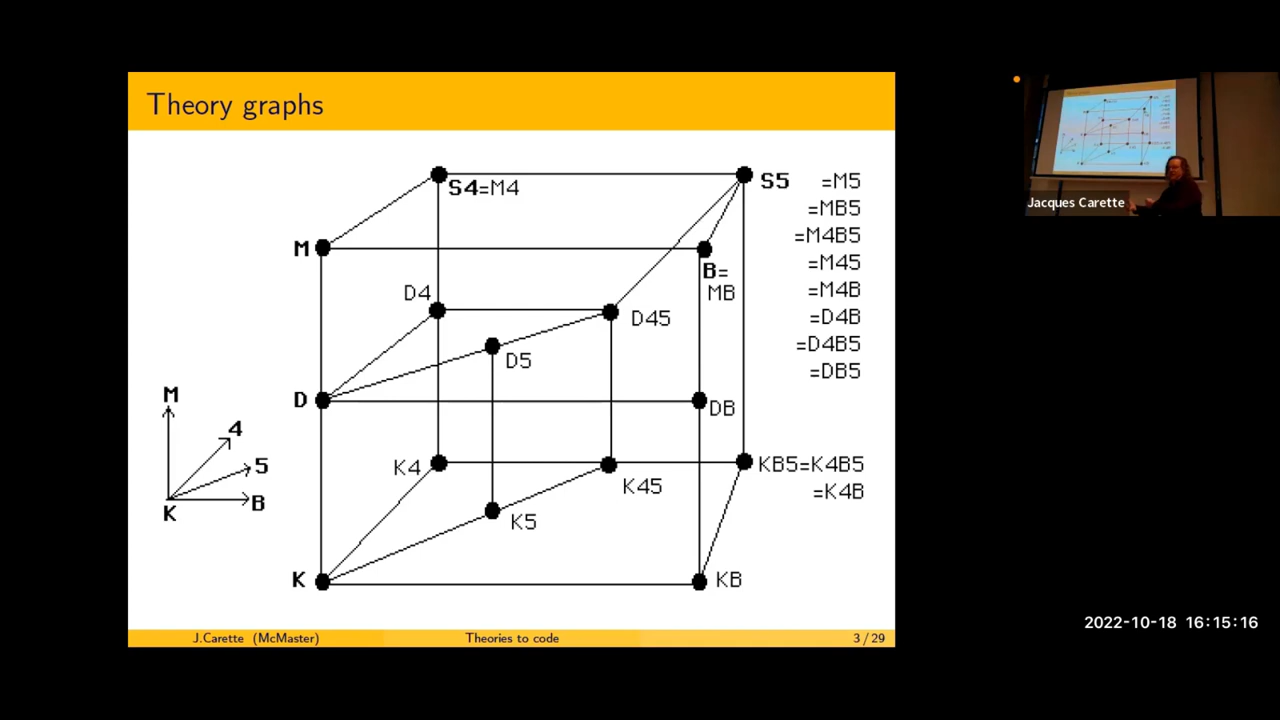 Theory graphs
S4=M4
S5
=M5
=MB5
=M4B5
=M45
=M4B
=D4B
=D4B5
=DB5
M
B=
MB
D4
D45
D5
D
DB
M
4
5
B
K
K4
K45
KB5=K4B5
=K4B
K5
K
KB
J.Carette (McMaster)
Theories to code
3 / 29
Jacques Carette
2022-10-18 16:15:16